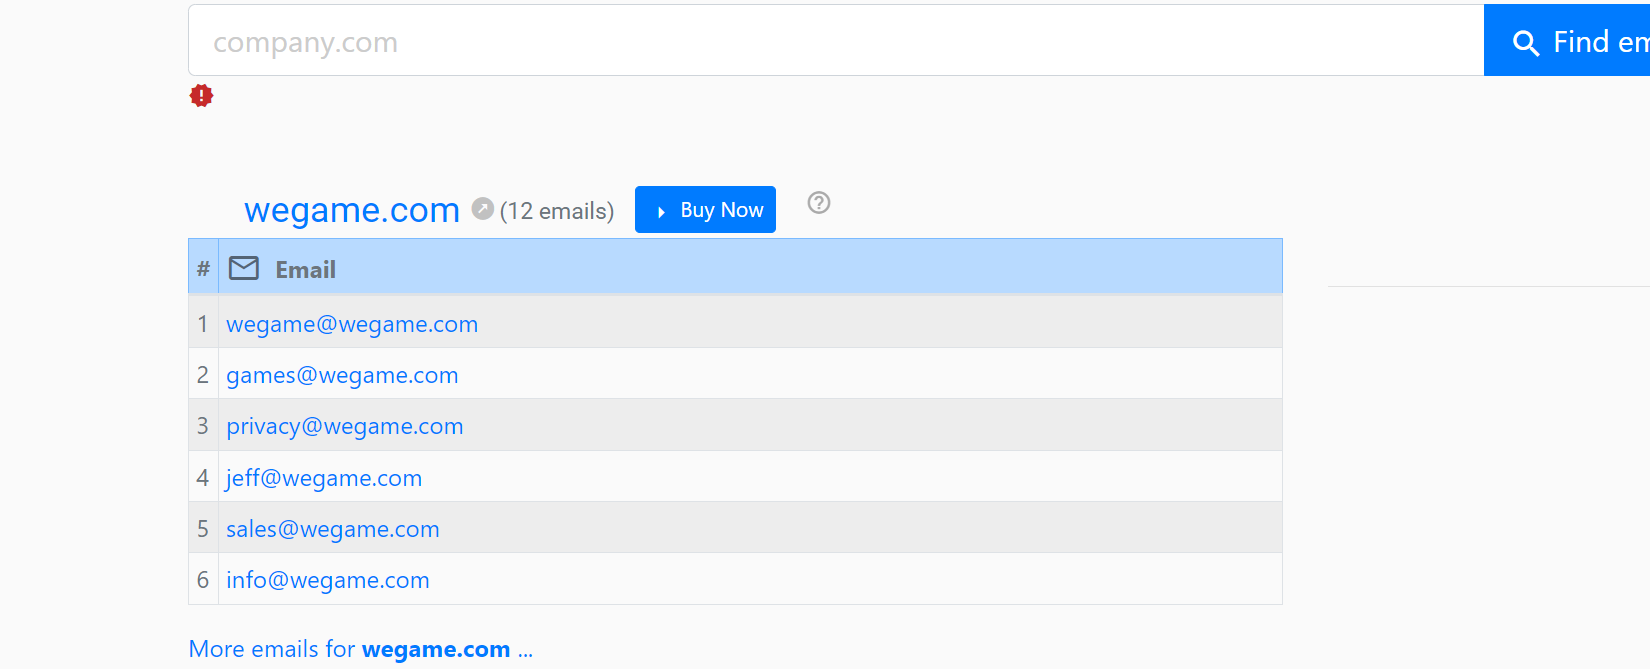 company.com
Find em
wegame.com (12 emails) Buy Now
# Email
1 wegame@wegame.com
2 games@wegame.com
3 privacy@wegame.com
4 jeff@wegame.com
5 sales@wegame.com
6 info@wegame.com
More emails for wegame.com ...